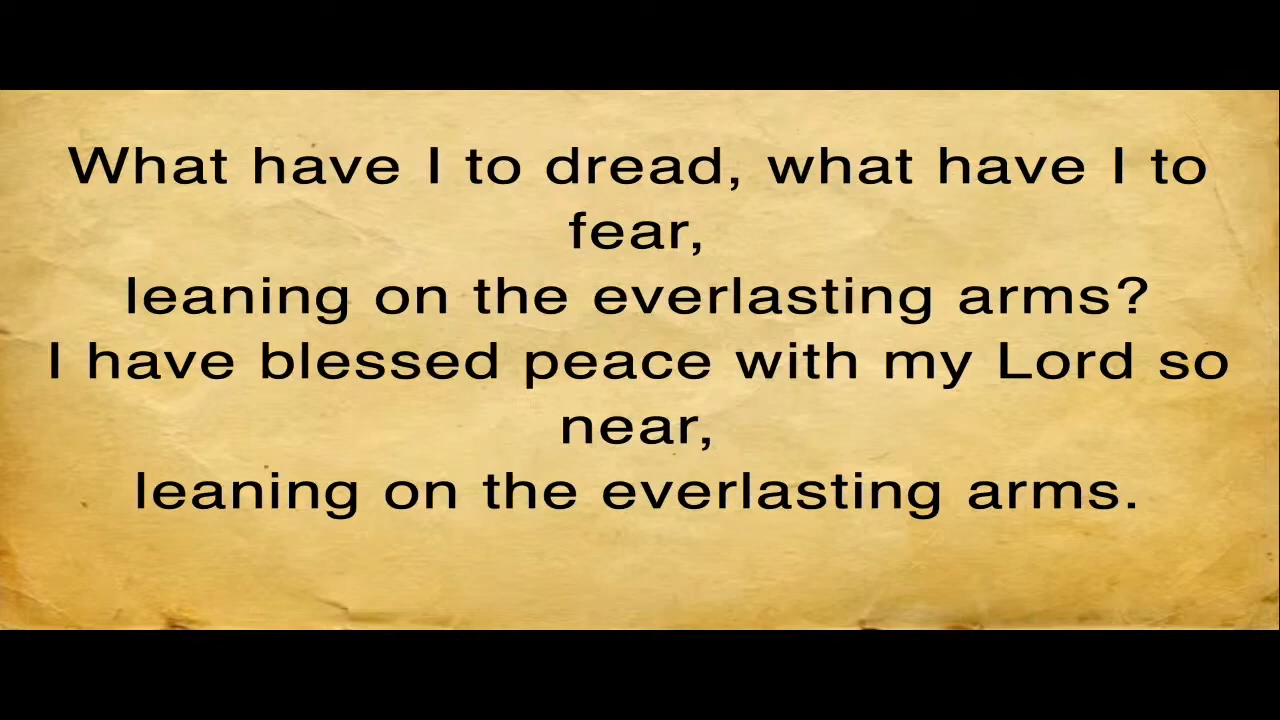 What have I to dread, what have I to
fear,
leaning on the everlasting arms?
I have blessed peace with my Lord so
near,
leaning on the everlasting arms.